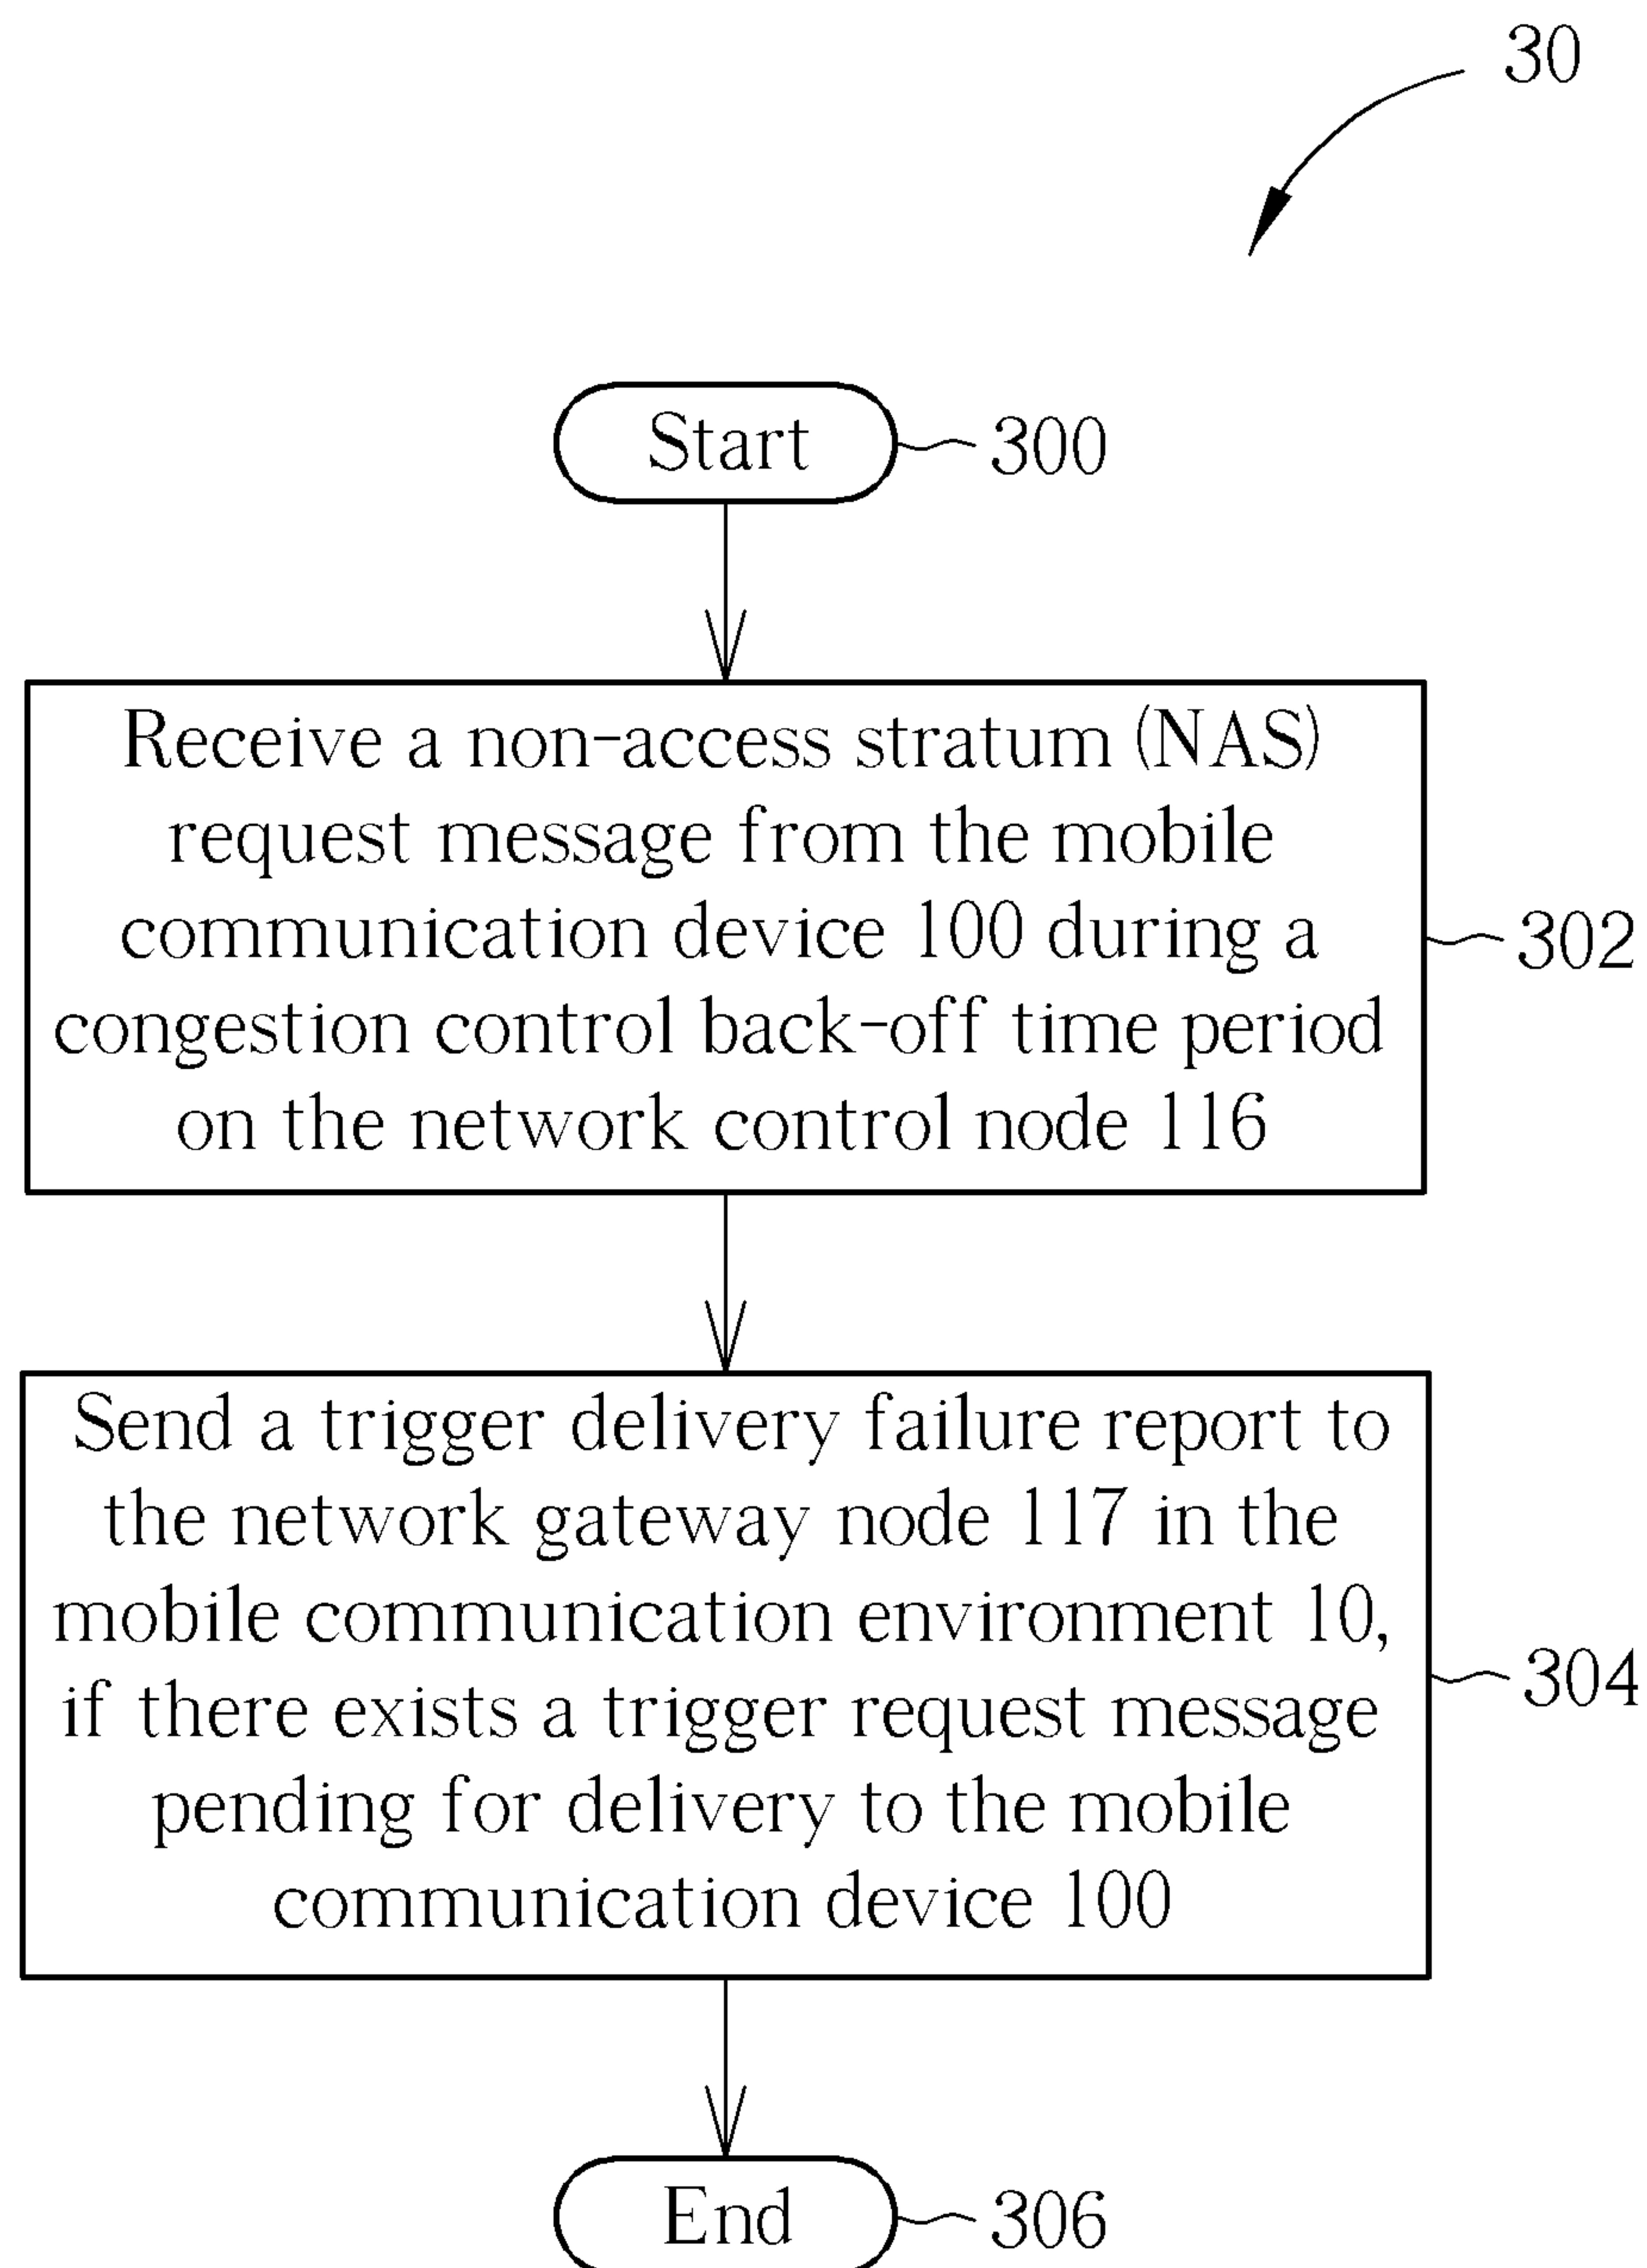 30
Start
300
Receive a non-access stratum (NAS)
request message from the mobile
communication device 100 during a
congestion control back-off time period
on the network control node 116
302
Send a trigger delivery failure report to
the network gateway node 117 in the
mobile communication environment 10,
if there exists a trigger request message
pending for delivery to the mobile
communication device 100
304
End
306